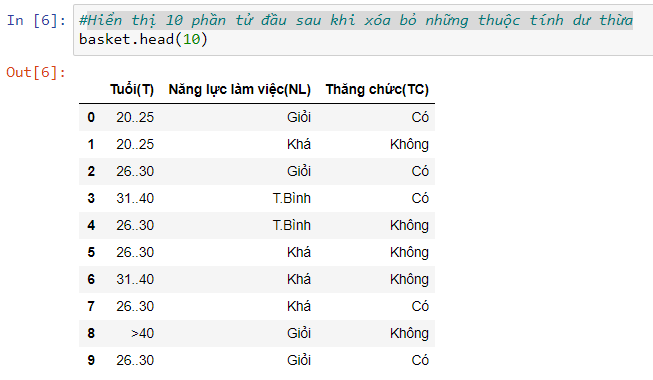 In [6]: #Hiển thị 10 phần tử đầu sau khi xóa bỏ những thuộc tính dư thừa
basket.head(10)
Out[6]:
Tuổi(T) Năng lực làm việc(NL) Thăng chức(TC)
0 20..25 Giỏi Có
1 20..25 Khá Không
2 26..30 Giỏi Có
3 31..40 T.Bình Có
4 26..30 T.Bình Không
5 26..30 Khá Không
6 31..40 Khá Không
7 26..30 Khá Có
8 >40 Giỏi Không
9 26..30 Giỏi Có